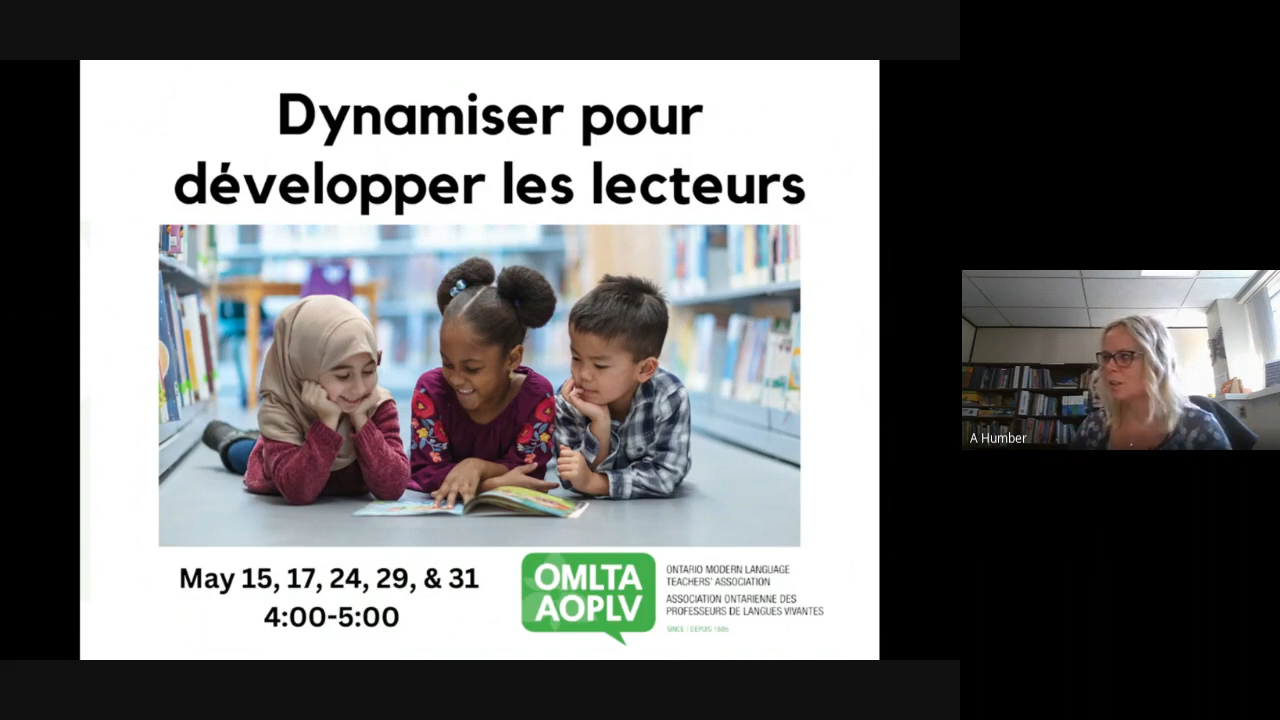 Dynamiser pour
développer les lecteurs
May 15, 17, 24, 29, & 31
4:00-5:00
OMLTA
AOPLV
ONTARIO MODERN LANGUAGE
TEACHERS' ASSOCIATION
ASSOCIATION ONTARIENNE DES
PROFESSEURS DE LANGUES VIVANTES
SINCE / DEPUIS 1886
A Humber